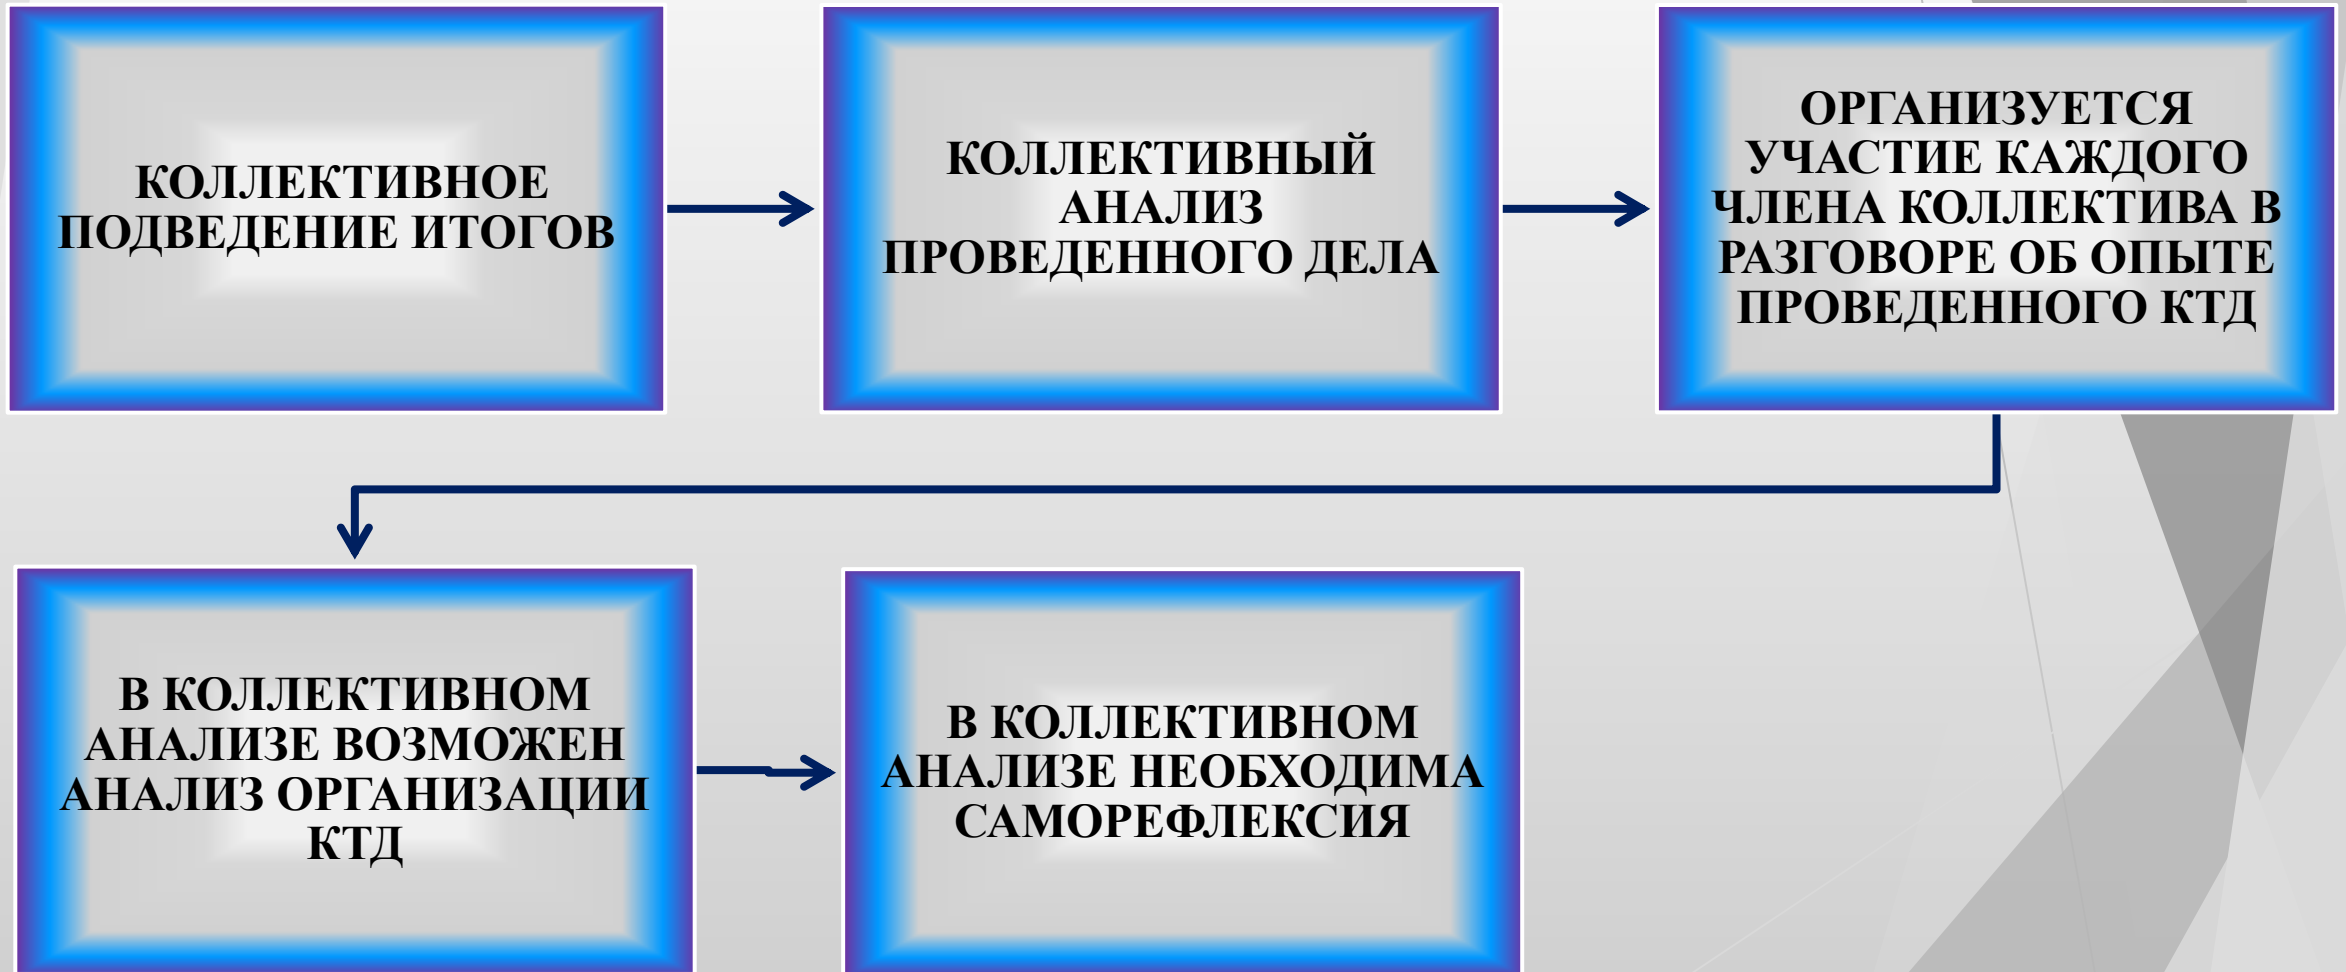 КОЛЛЕКТИВНОЕ
ПОДВЕДЕНИЕ ИТОГОВ
КОЛЛЕКТИВНЫЙ
АНАЛИЗ
ПРОВЕДЕННОГО ДЕЛА
ОРГАНИЗУЕТСЯ
УЧАСТИЕ КАЖДОГО
ЧЛЕНА КОЛЛЕКТИВА В
РАЗГОВОРЕ ОБ ОПЫТЕ
ПРОВЕДЕННОГО КТД
В КОЛЛЕКТИВНОМ
АНАЛИЗЕ ВОЗМОЖЕН
АНАЛИЗ ОРГАНИЗАЦИИ
КТД
В КОЛЛЕКТИВНОМ
АНАЛИЗЕ НЕОБХОДИМА
САМОРЕФЛЕКСИЯ